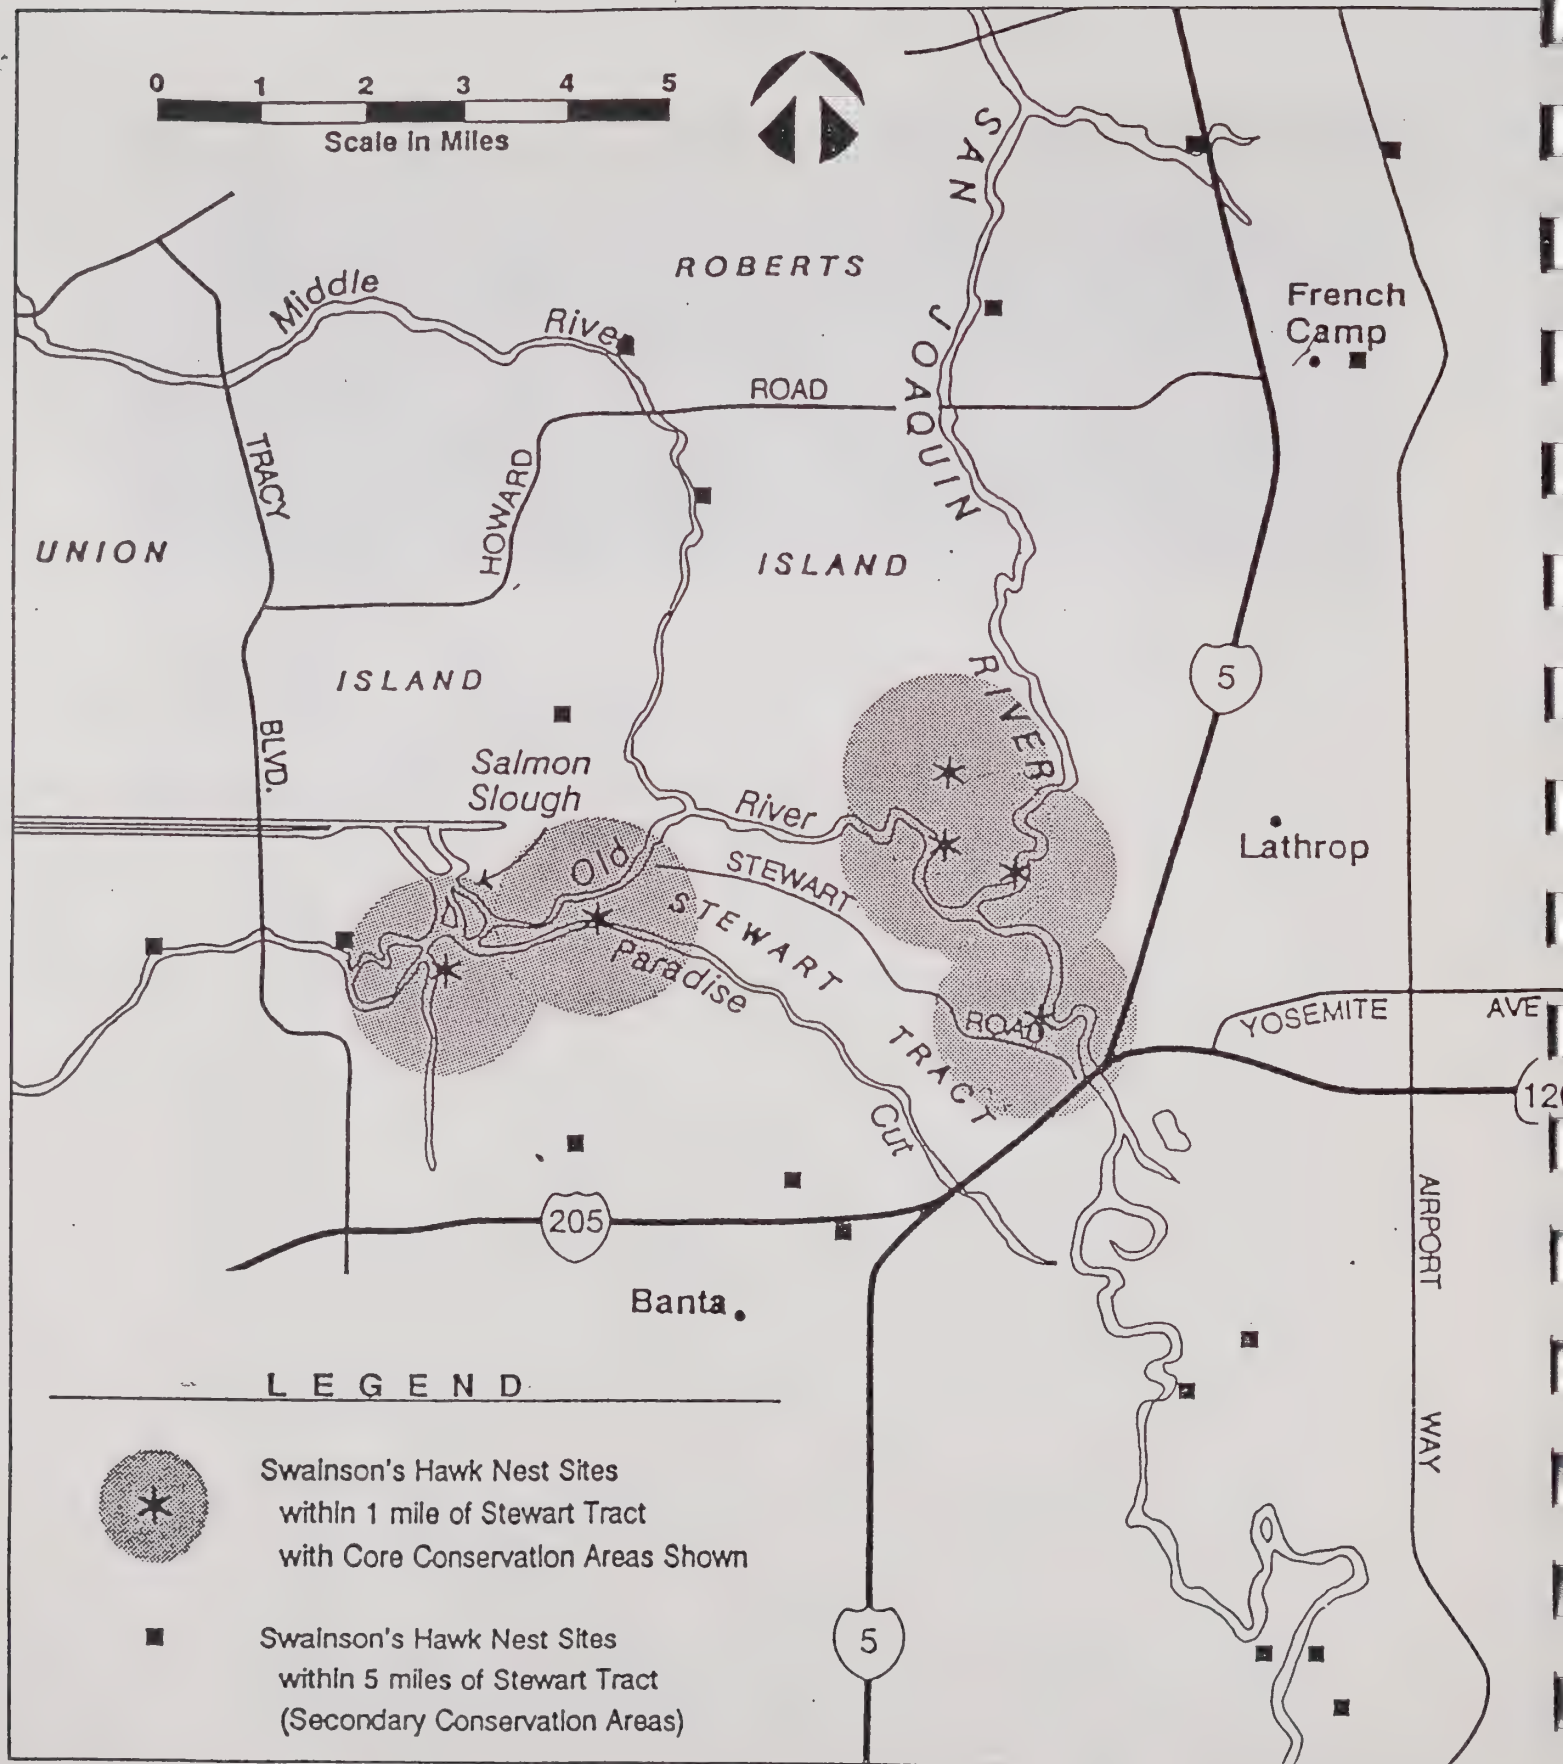 0 1 2 3 4 5
Scale in Miles
SAN JOAQUIN RIVER
ROBERTS
ISLAND
French
Camp
Middle River
ROAD
HOWARD
TRACY
BLVD.
UNION
ISLAND
5
Salmon
Slough
Old River
STEWART
ROAD
STEWART
TRACT
Paradise
Cut
Lathrop
YOSEMITE AVE
AIRPORT
WAY
205
Banta
LEGEND
Swainson's Hawk Nest Sites
within 1 mile of Stewart Tract
with Core Conservation Areas Shown
Swainson's Hawk Nest Sites
within 5 miles of Stewart Tract
(Secondary Conservation Areas)
5